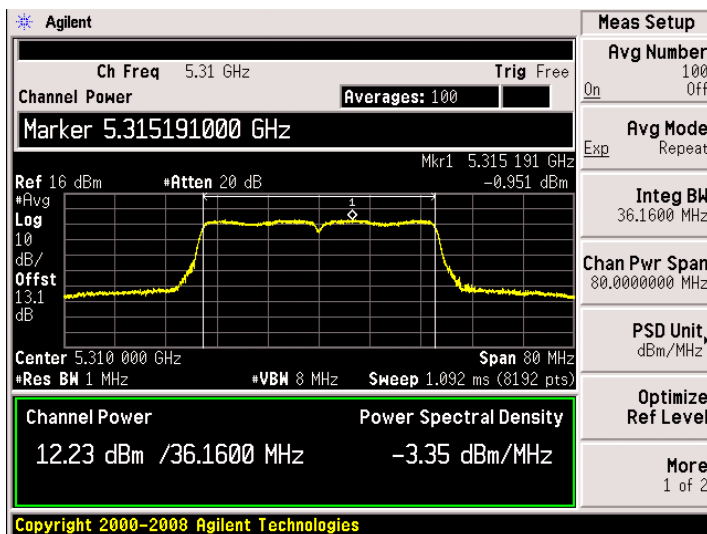 Agilent
Ch Freq 5.31 GHz Trig Free
Channel Power Averages: 100
Marker 5.315191000 GHz
Mkr1 5.315 191 GHz
Ref 16 dBm #Atten 20 dB -0.951 dBm
#Avg
Log
10
dB/
Offst
13.1
dB
1
Center 5.310 000 GHz Span 80 MHz
#Res BW 1 MHz #VBW 8 MHz Sweep 1.092 ms (8192 pts)
Channel Power Power Spectral Density
12.23 dBm /36.1600 MHz -3.35 dBm/MHz
Copyright 2000-2008 Agilent Technologies
Meas Setup
Avg Number
100
On Off
Avg Mode
Exp Repeat
Integ BW
36.1600 MHz
Chan Pwr Span
80.0000000 MHz
PSD Unit
dBm/MHz
Optimize
Ref Level
More
1 of 2